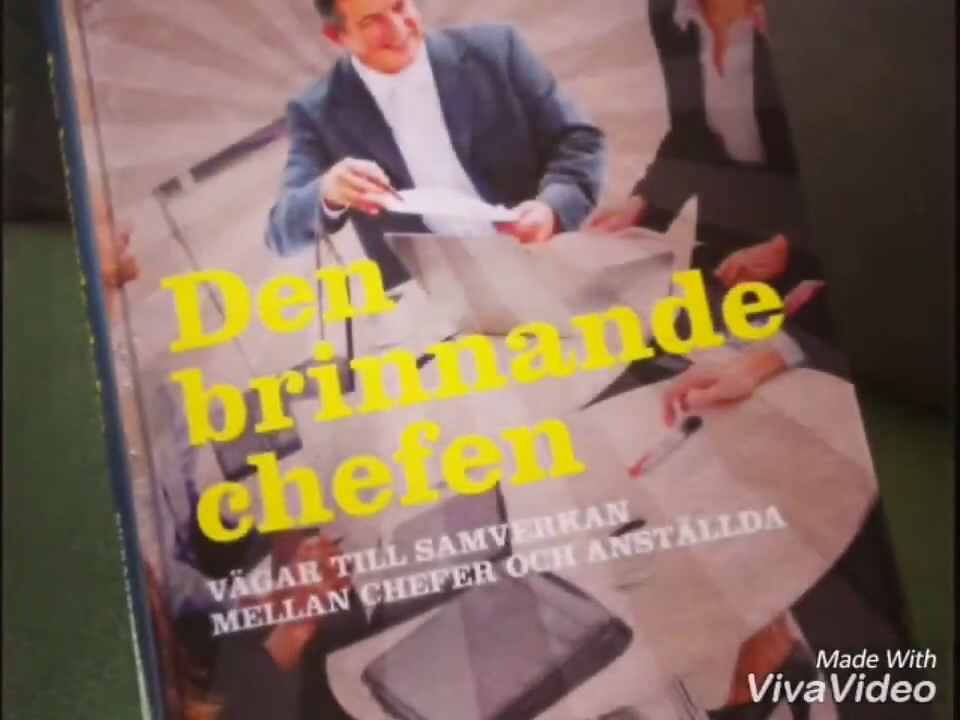 Den
brinnande
chefen
VÄGAR TILL SAMVERKAN
MELLAN CHEFER OCH ANSTÄLLDA
Made With
VivaVideo